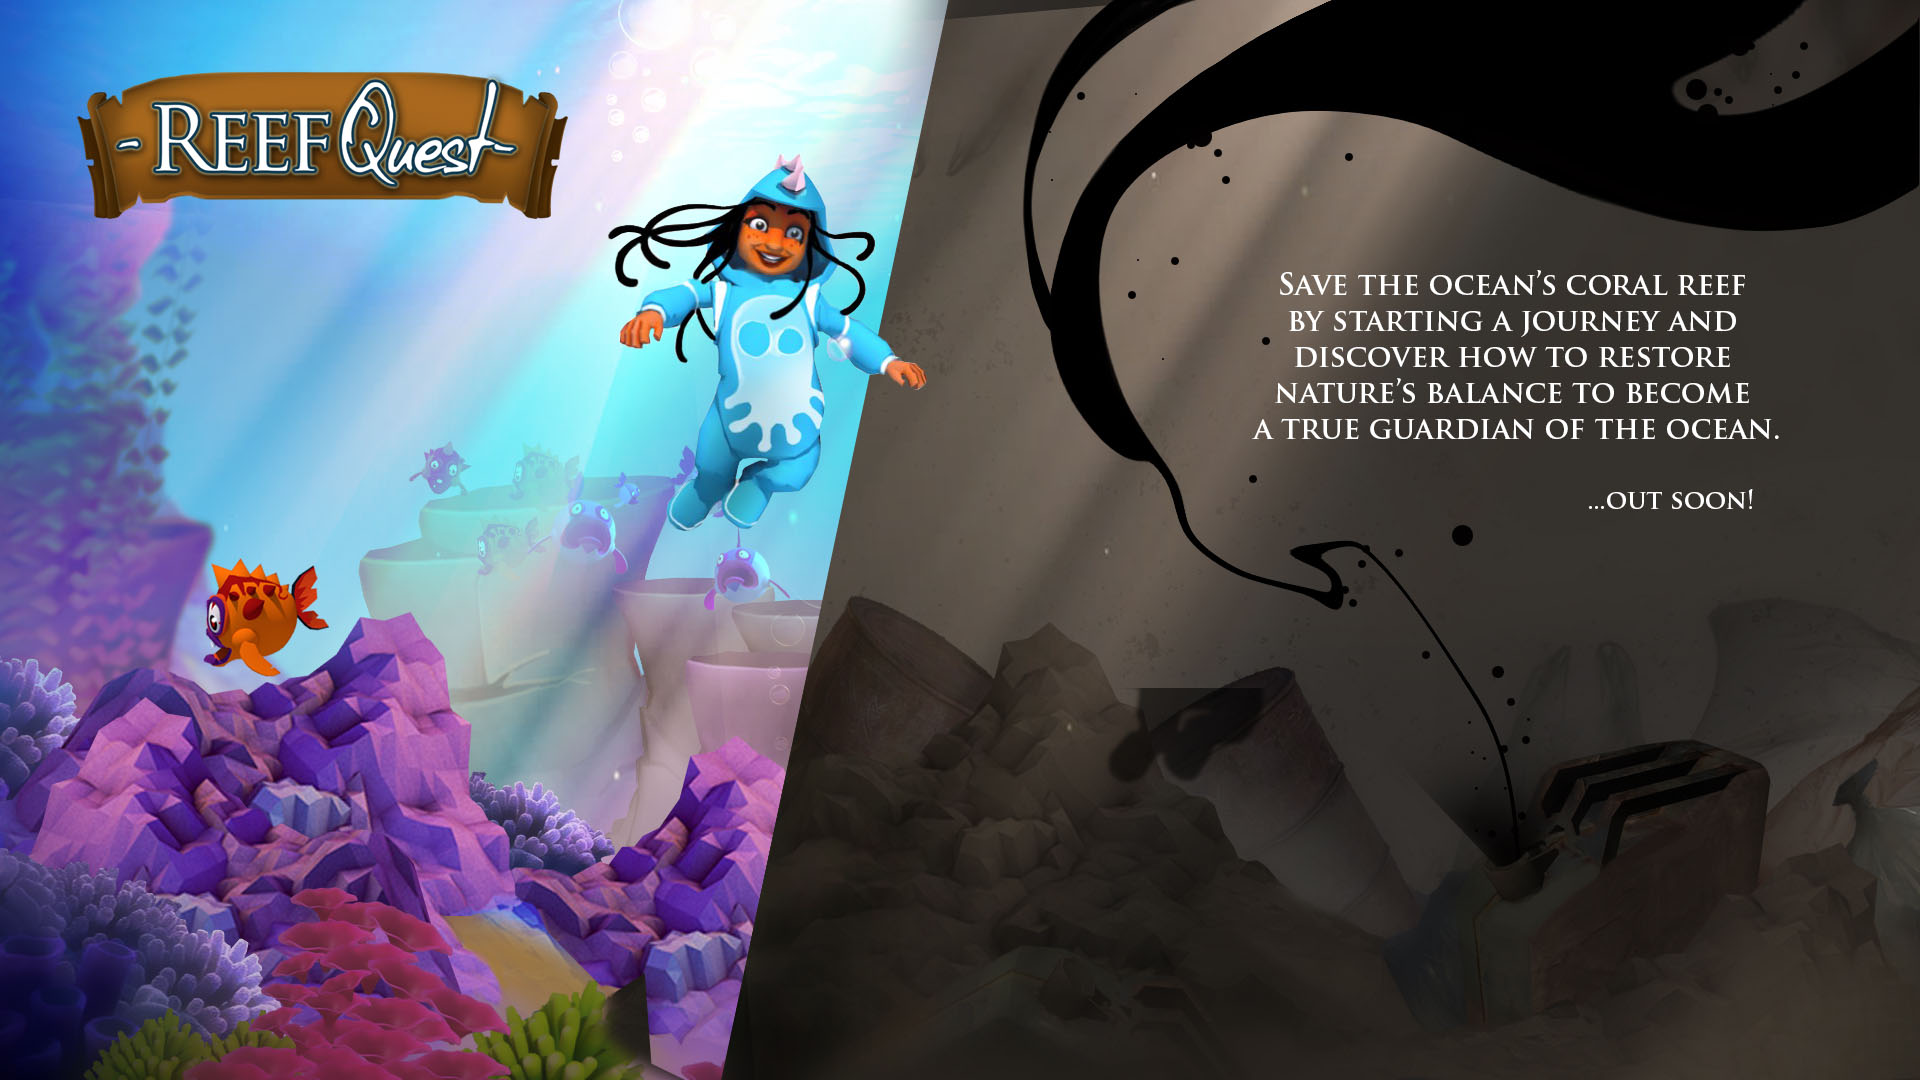 - REEF Quest -
SAVE THE OCEAN'S CORAL REEF
BY STARTING A JOURNEY AND
DISCOVER HOW TO RESTORE
NATURE'S BALANCE TO BECOME
A TRUE GUARDIAN OF THE OCEAN.
...OUT SOON!